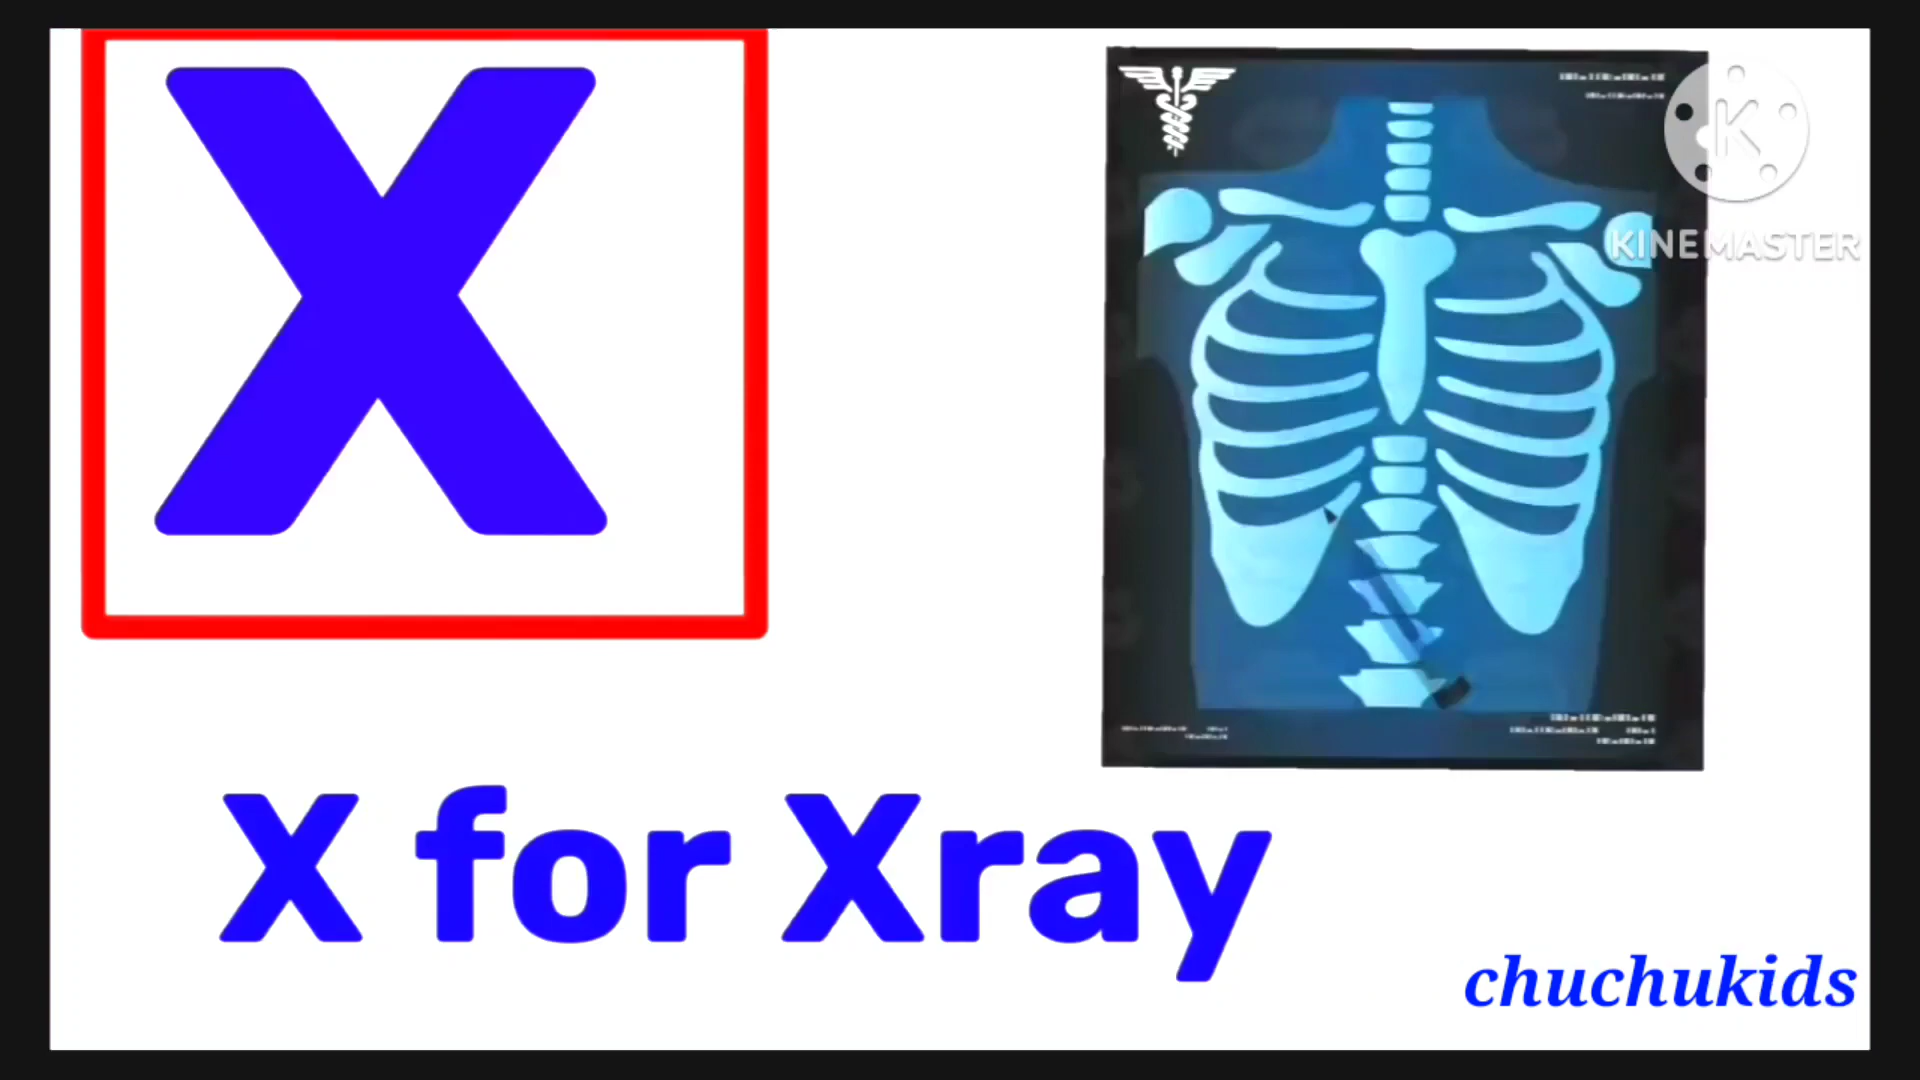 X
K
KINEMASTER
X for Xray
chuchukids